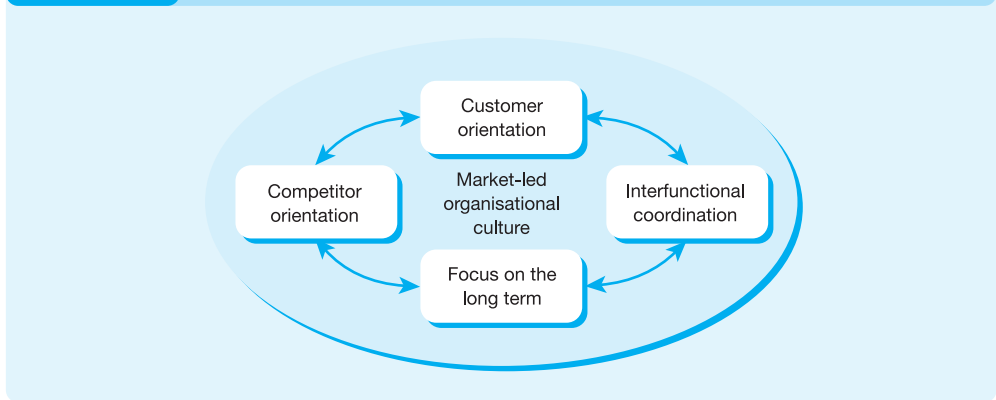 Customer
orientation
Competitor
orientation
Market-led
organisational
culture
Interfunctional
coordination
Focus on the
long term